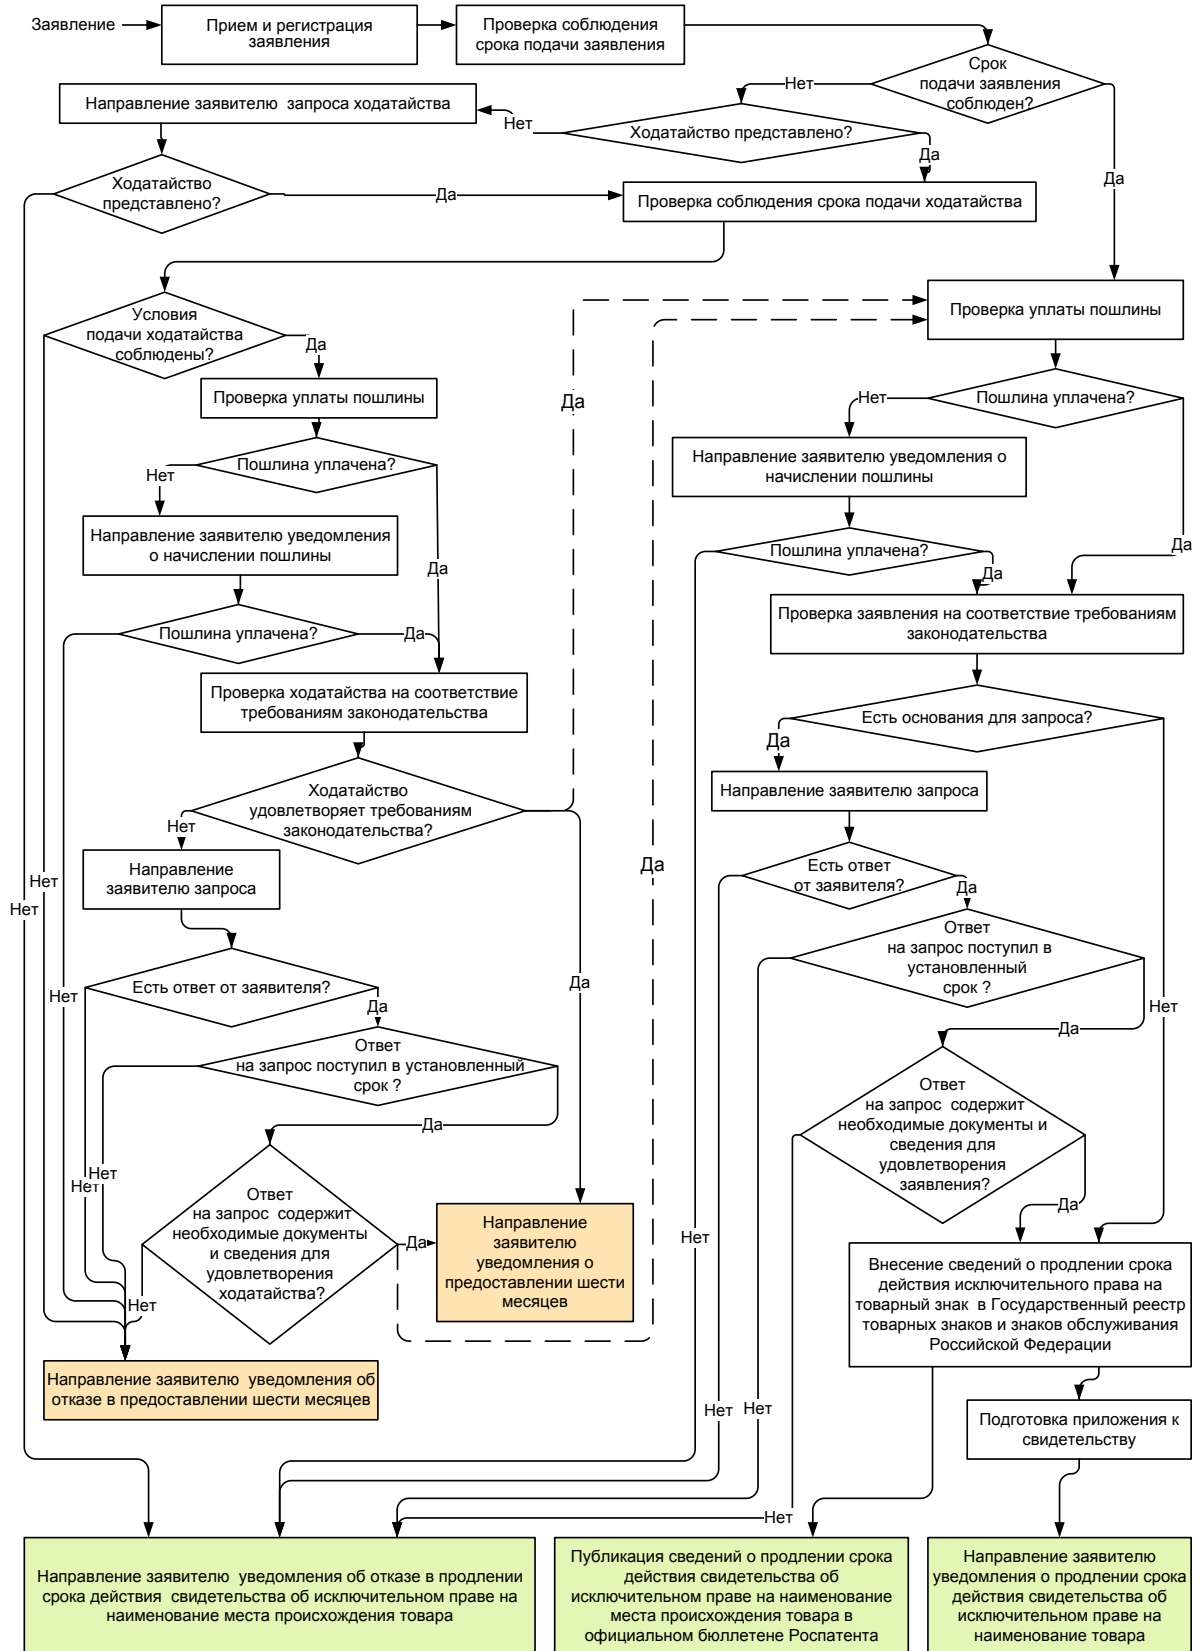 Заявление
Прием и регистрация
заявления
Проверка соблюдения
срока подачи заявления
Срок
подачи заявления
соблюден?
Нет
Направление заявителю  запроса ходатайства
Нет
Ходатайство представлено?
Да
Да
Ходатайство
представлено?
Да
Проверка соблюдения срока подачи ходатайства
Условия
подачи ходатайства
соблюдены?
Да
Проверка уплаты пошлины
Проверка уплаты пошлины
Да
Нет
Пошлина уплачена?
Пошлина уплачена?
Нет
Направление заявителю уведомления о
начислении пошлины
Направление заявителю уведомления
о начислении пошлины
Да
Пошлина уплачена?
Да
Да
Пошлина уплачена?
Да
Проверка заявления на соответствие требованиям
законодательства
Проверка ходатайства на соответствие
требованиям законодательства
Есть основания для запроса?
Да
Ходатайство
удовлетворяет требованиям
законодательства?
Нет
Направление заявителю запроса
Направление
заявителю запроса
Да
Есть ответ
от заявителя?
Да
Нет
Нет
Ответ
на запрос поступил в
установленный
срок ?
Есть ответ от заявителя?
Нет
Да
Да
Нет
Да
Ответ
на запрос поступил в установленный
срок ?
Да
Ответ
на запрос  содержит
необходимые документы и
сведения для
удовлетворения
заявления?
Да
Нет
Нет
Ответ
на запрос  содержит
необходимые документы
и сведения для
удовлетворения
ходатайства?
Да
Направление
заявителю
уведомления о
предоставлении шести
месяцев
Нет
Внесение сведений о продлении срока
действия исключительного права на
товарный знак  в Государственный реестр
товарных знаков и знаков обслуживания
Российской Федерации
Нет
Направление заявителю  уведомления об
отказе в предоставлении шести месяцев
Нет
Нет
Подготовка приложения к
свидетельству
Нет
Направление заявителю  уведомления об отказе в продлении
срока действия  свидетельства об исключительном праве на
наименование места происхождения товара
Публикация сведений о продлении срока
действия свидетельства об
исключительном праве на наименование
места происхождения товара в
официальном бюллетене Роспатента
Направление заявителю
уведомления о продлении срока
действия свидетельства об
исключительном праве на
наименование товара